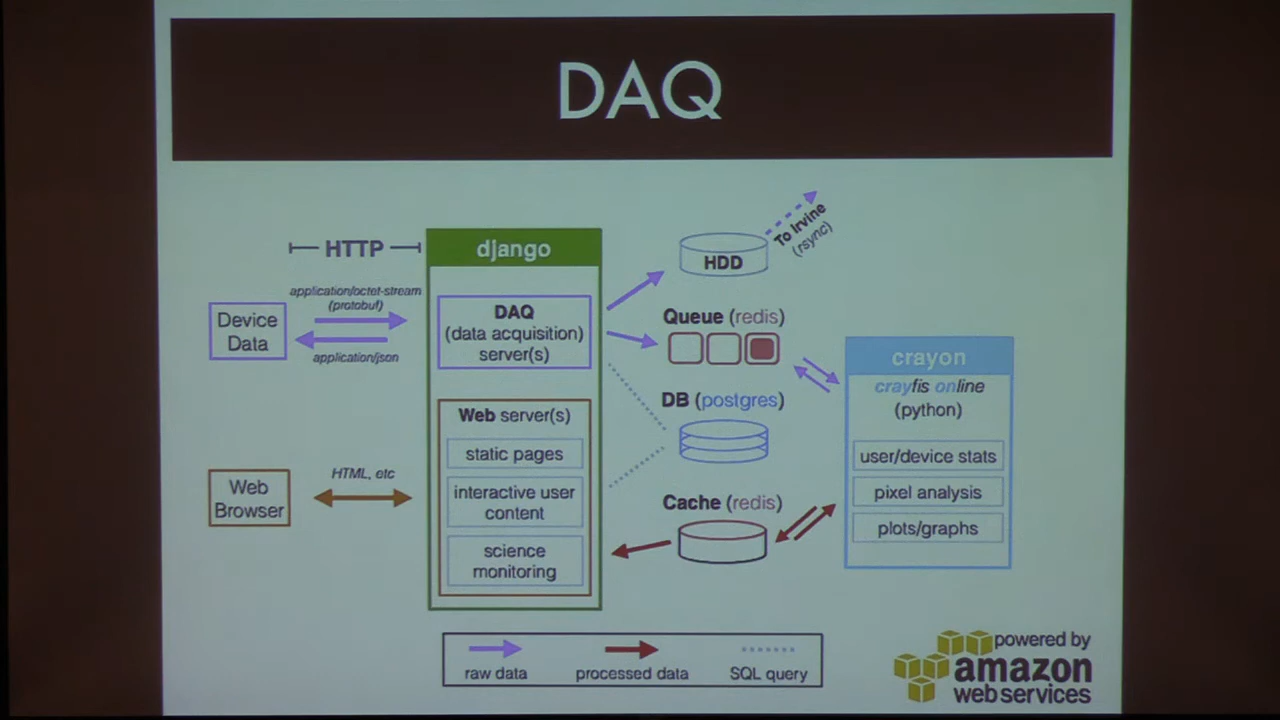 DAQ
HTTP
application/octet-stream
(protobuf)
Device
Data
application/json
Web
Browser
HTML, etc
django
DAQ
(data acquisition)
server(s)
Web server(s)
static pages
interactive user
content
science
monitoring
HDD
To Irvine
(rsync)
Queue (redis)
DB (postgres)
Cache (redis)
crayon
crayfis online
(python)
user/device stats
pixel analysis
plots/graphs
raw data
processed data
SQL query
powered by
amazon
web services